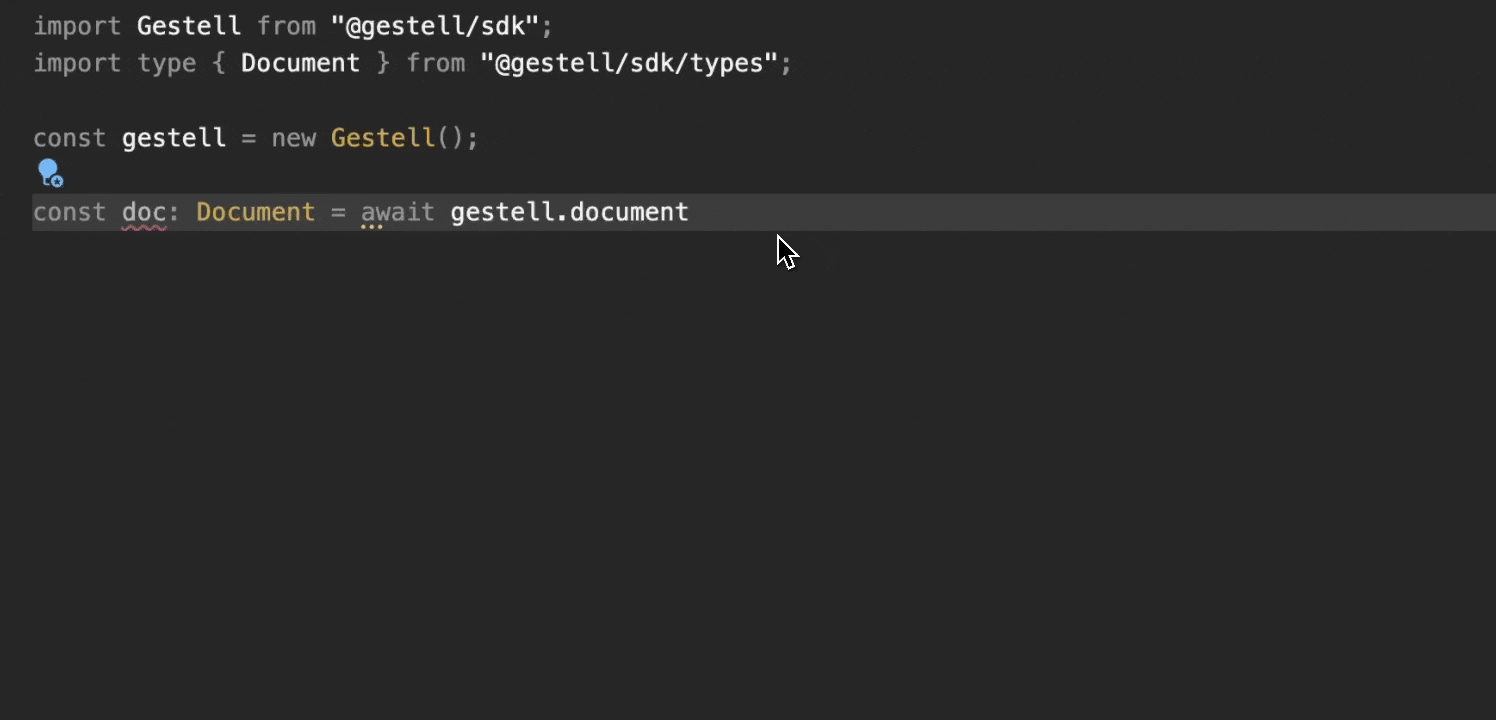 import Gestell from "@gestell/sdk";
import type { Document } from "@gestell/sdk/types";
const gestell = new Gestell();
const doc: Document = await gestell.document